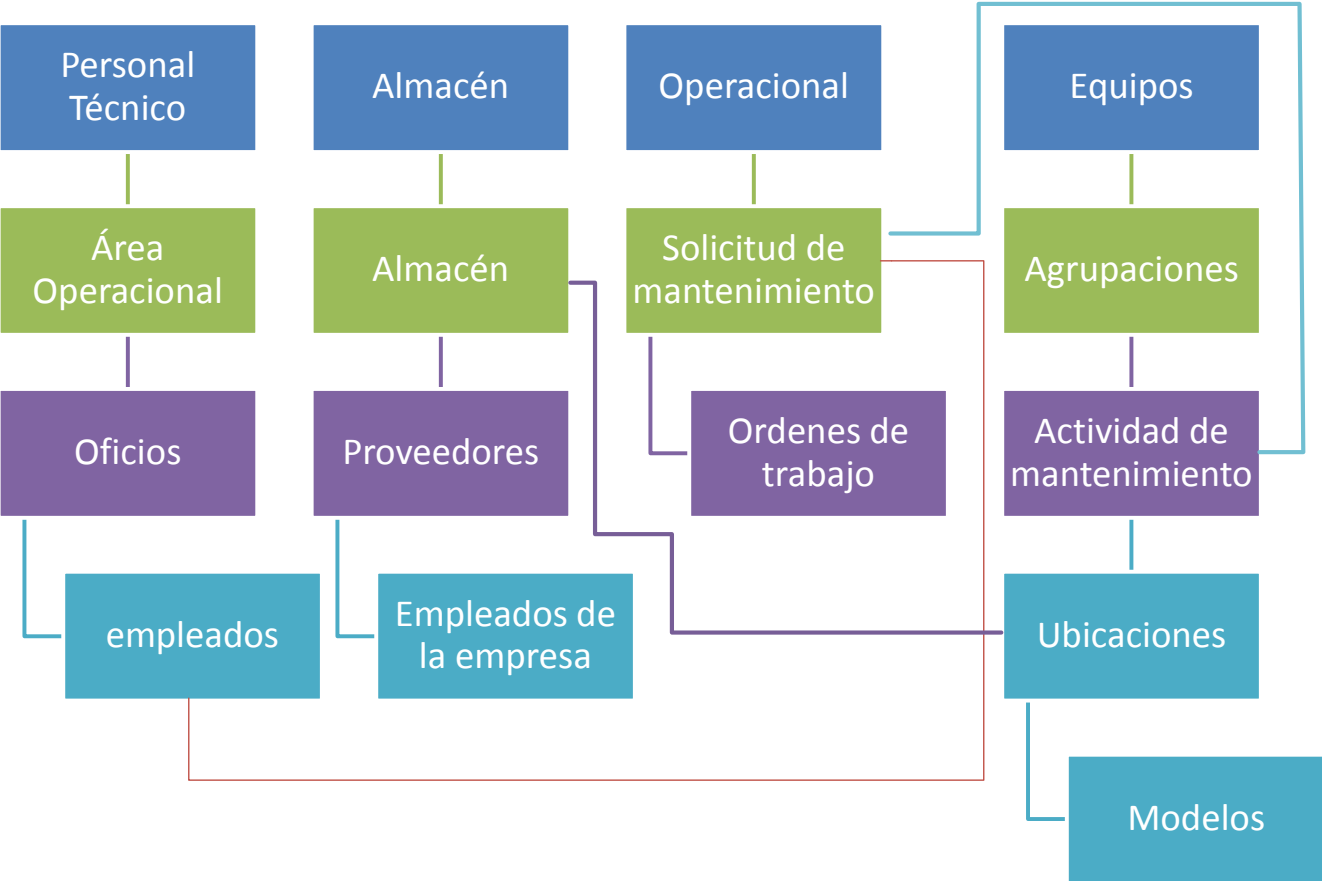 Personal
Técnico
Almacén
Operacional
Equipos
Área
Operacional
Almacén
Solicitud de
mantenimiento
Agrupaciones
Oficios
Proveedores
Ordenes de
trabajo
Actividad de
mantenimiento
empleados
Empleados de
la empresa
Ubicaciones
Modelos